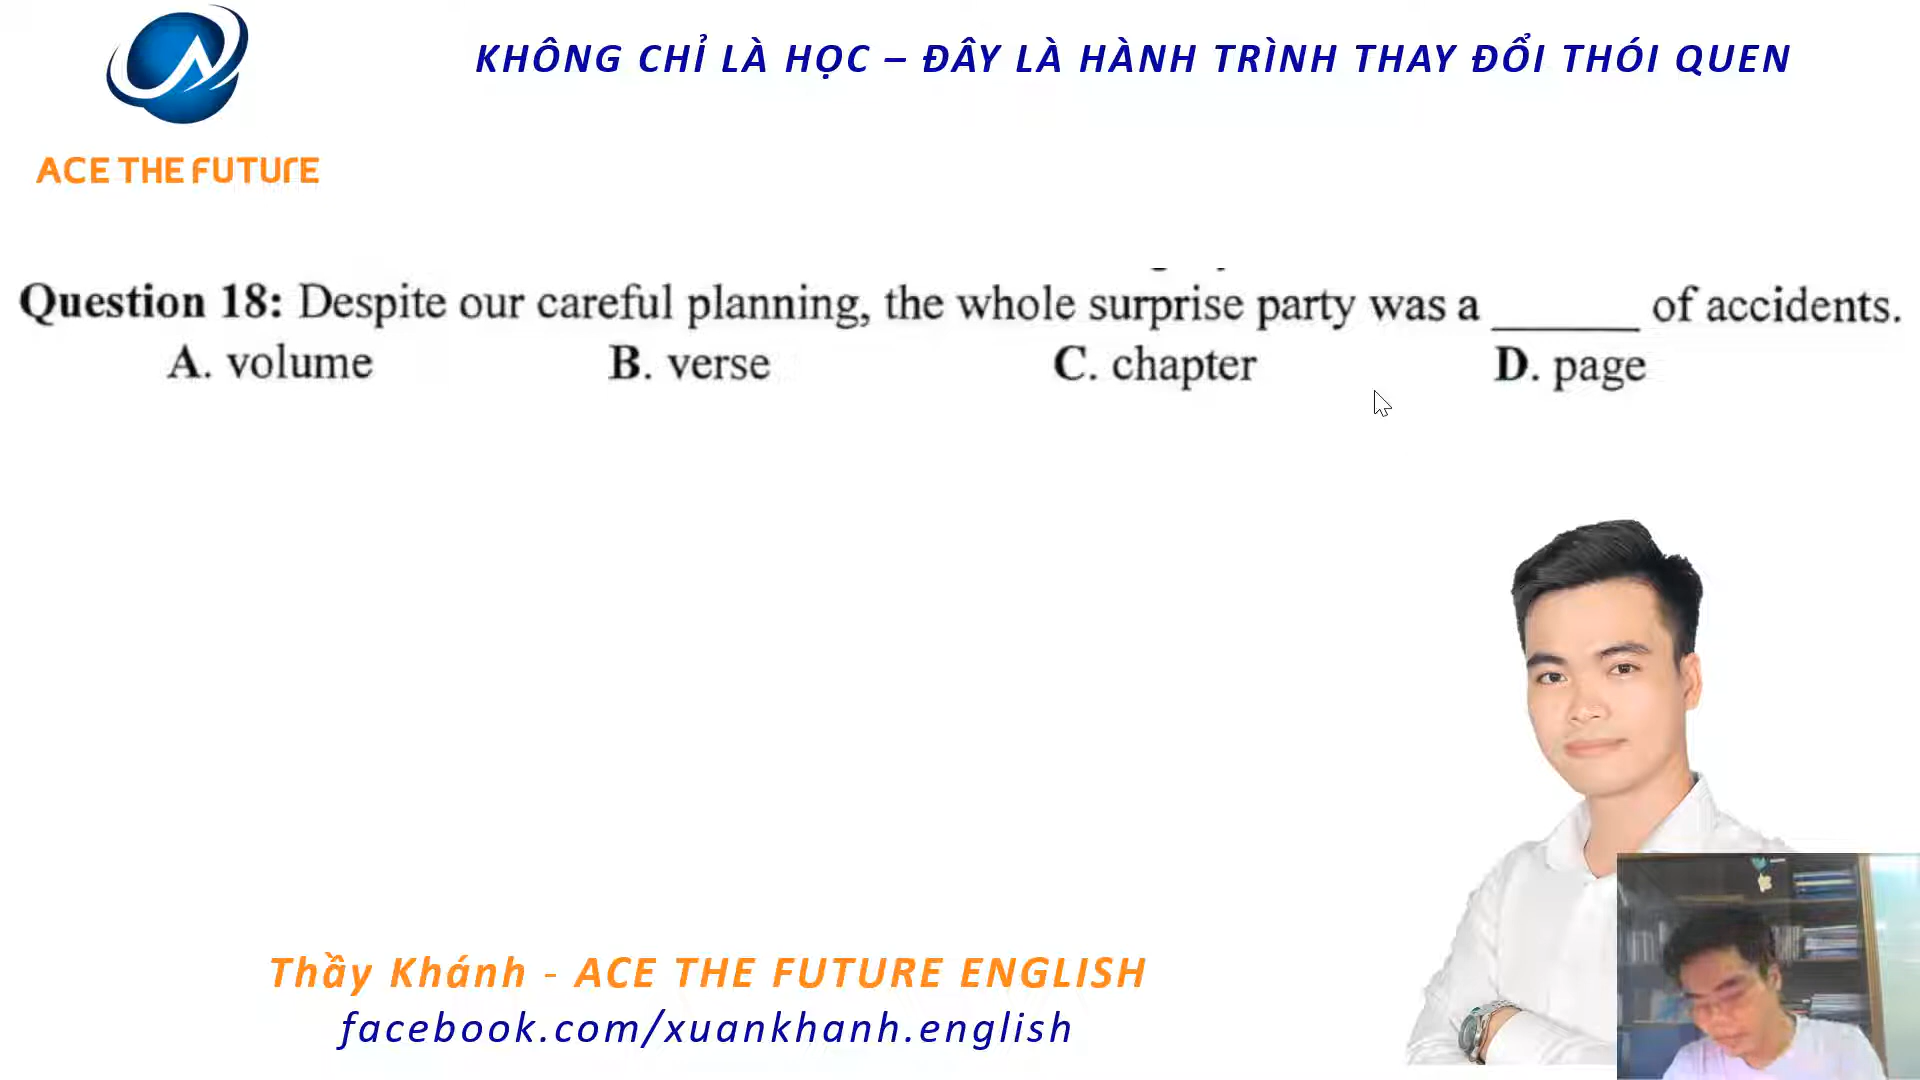 KHÔNG CHỈ LÀ HỌC – ĐÂY LÀ HÀNH TRÌNH THAY ĐỔI THÓI QUEN
ACE THE FUTURE
Question 18: Despite our careful planning, the whole surprise party was a ______ of accidents.
A. volume B. verse C. chapter D. page
Thầy Khánh - ACE THE FUTURE ENGLISH
facebook.com/xuankhanh.english